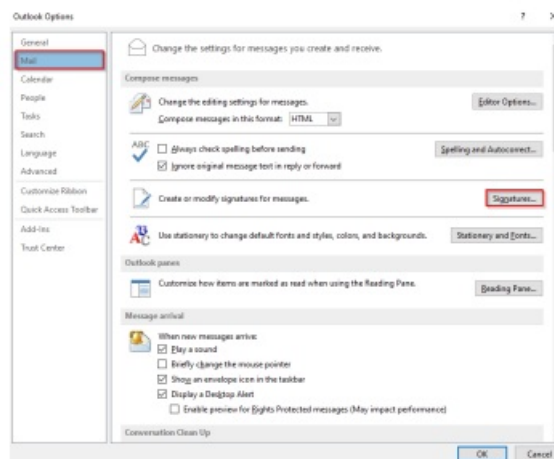 Outlook Options
?
General
Mail
Calendar
People
Tasks
Search
Language
Advanced
Customize Ribbon
Quick Access Toolbar
Add-Ins
Trust Center
Change the settings for messages you create and receive.
Compose messages
Change the editing settings for messages.
Editor Options...
Compose messages in this format: HTML
ABC
Always check spelling before sending
Spelling and Autocorrect...
Ignore original message text in reply or forward
Create or modify signatures for messages.
Signatures...
Use stationery to change default fonts and styles, colors, and backgrounds.
Stationery and Fonts...
Outlook panes
Customize how items are marked as read when using the Reading Pane.
Reading Pane...
Message arrival
When new messages arrive:
Play a sound
Briefly change the mouse pointer
Show an envelope icon in the taskbar
Display a Desktop Alert
Enable preview for Rights Protected messages (May impact performance)
Conversation Clean Up
OK
Cancel